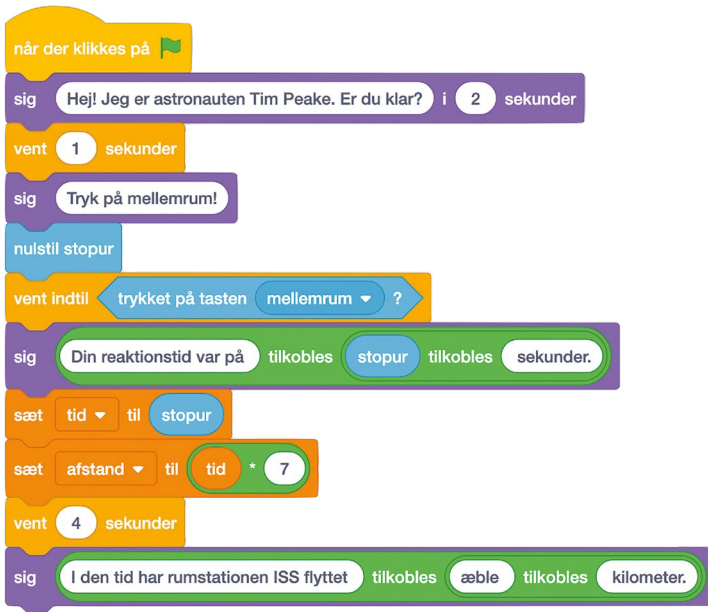 når der klikkes på
sig Hej! Jeg er astronauten Tim Peake. Er du klar? i 2 sekunder
vent 1 sekunder
sig Tryk på mellemrum!
nulstil stopur
vent indtil trykket på tasten mellemrum ?
sig Din reaktionstid var på tilkobles stopur tilkobles sekunder.
sæt tid til stopur
sæt afstand til tid * 7
vent 4 sekunder
sig I den tid har rumstationen ISS flyttet tilkobles æble tilkobles kilometer.